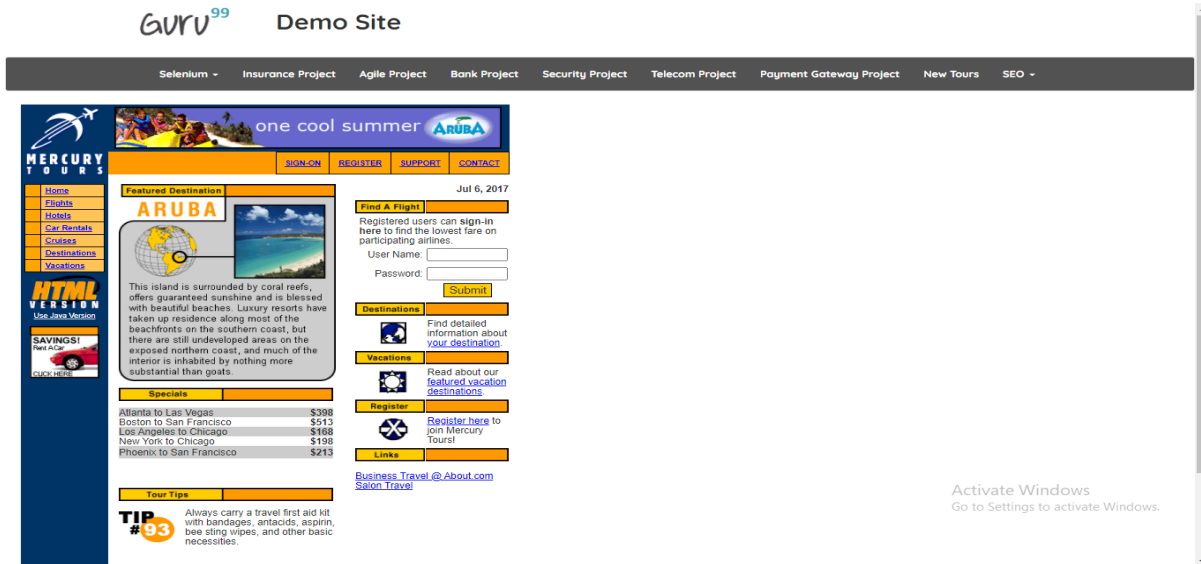 Guru99 Demo Site
Selenium Insurance Project Agile Project Bank Project Security Project Telecom Project Payment Gateway Project New Tours SEO
one cool summer ARUBA
MERCURY
TOURS
SIGN-ON REGISTER SUPPORT CONTACT
Home
Flights
Hotels
Car Rentals
Cruises
Destinations
Vacations
HTML
VERSION
Use Java Version
SAVINGS!
Rent A Car
CLICK HERE
Featured Destination
ARUBA
This island is surrounded by coral reefs,
offers guaranteed sunshine and is blessed
with beautiful beaches. Luxury resorts have
taken up residence along most of the
beachfronts on the southern coast, but
there are still undeveloped areas on the
exposed northern coast, and much of the
interior is inhabited by nothing more
substantial than goats.
Specials
Atlanta to Las Vegas $398
Boston to San Francisco $513
Los Angeles to Chicago $168
New York to Chicago $198
Phoenix to San Francisco $213
Tour Tips
TIP
#93
Always carry a travel first aid kit
with bandages, antacids, aspirin,
bee sting wipes, and other basic
necessities.
Jul 6, 2017
Find A Flight
Registered users can sign-in
here to find the lowest fare on
participating airlines.
User Name:
Password:
Submit
Destinations
Find detailed
information about
your destination.
Vacations
Read about our
featured vacation
destinations.
Register
Register here to
join Mercury
Tours!
Links
Business Travel @ About.com
Salon Travel
Activate Windows
Go to Settings to activate Windows.